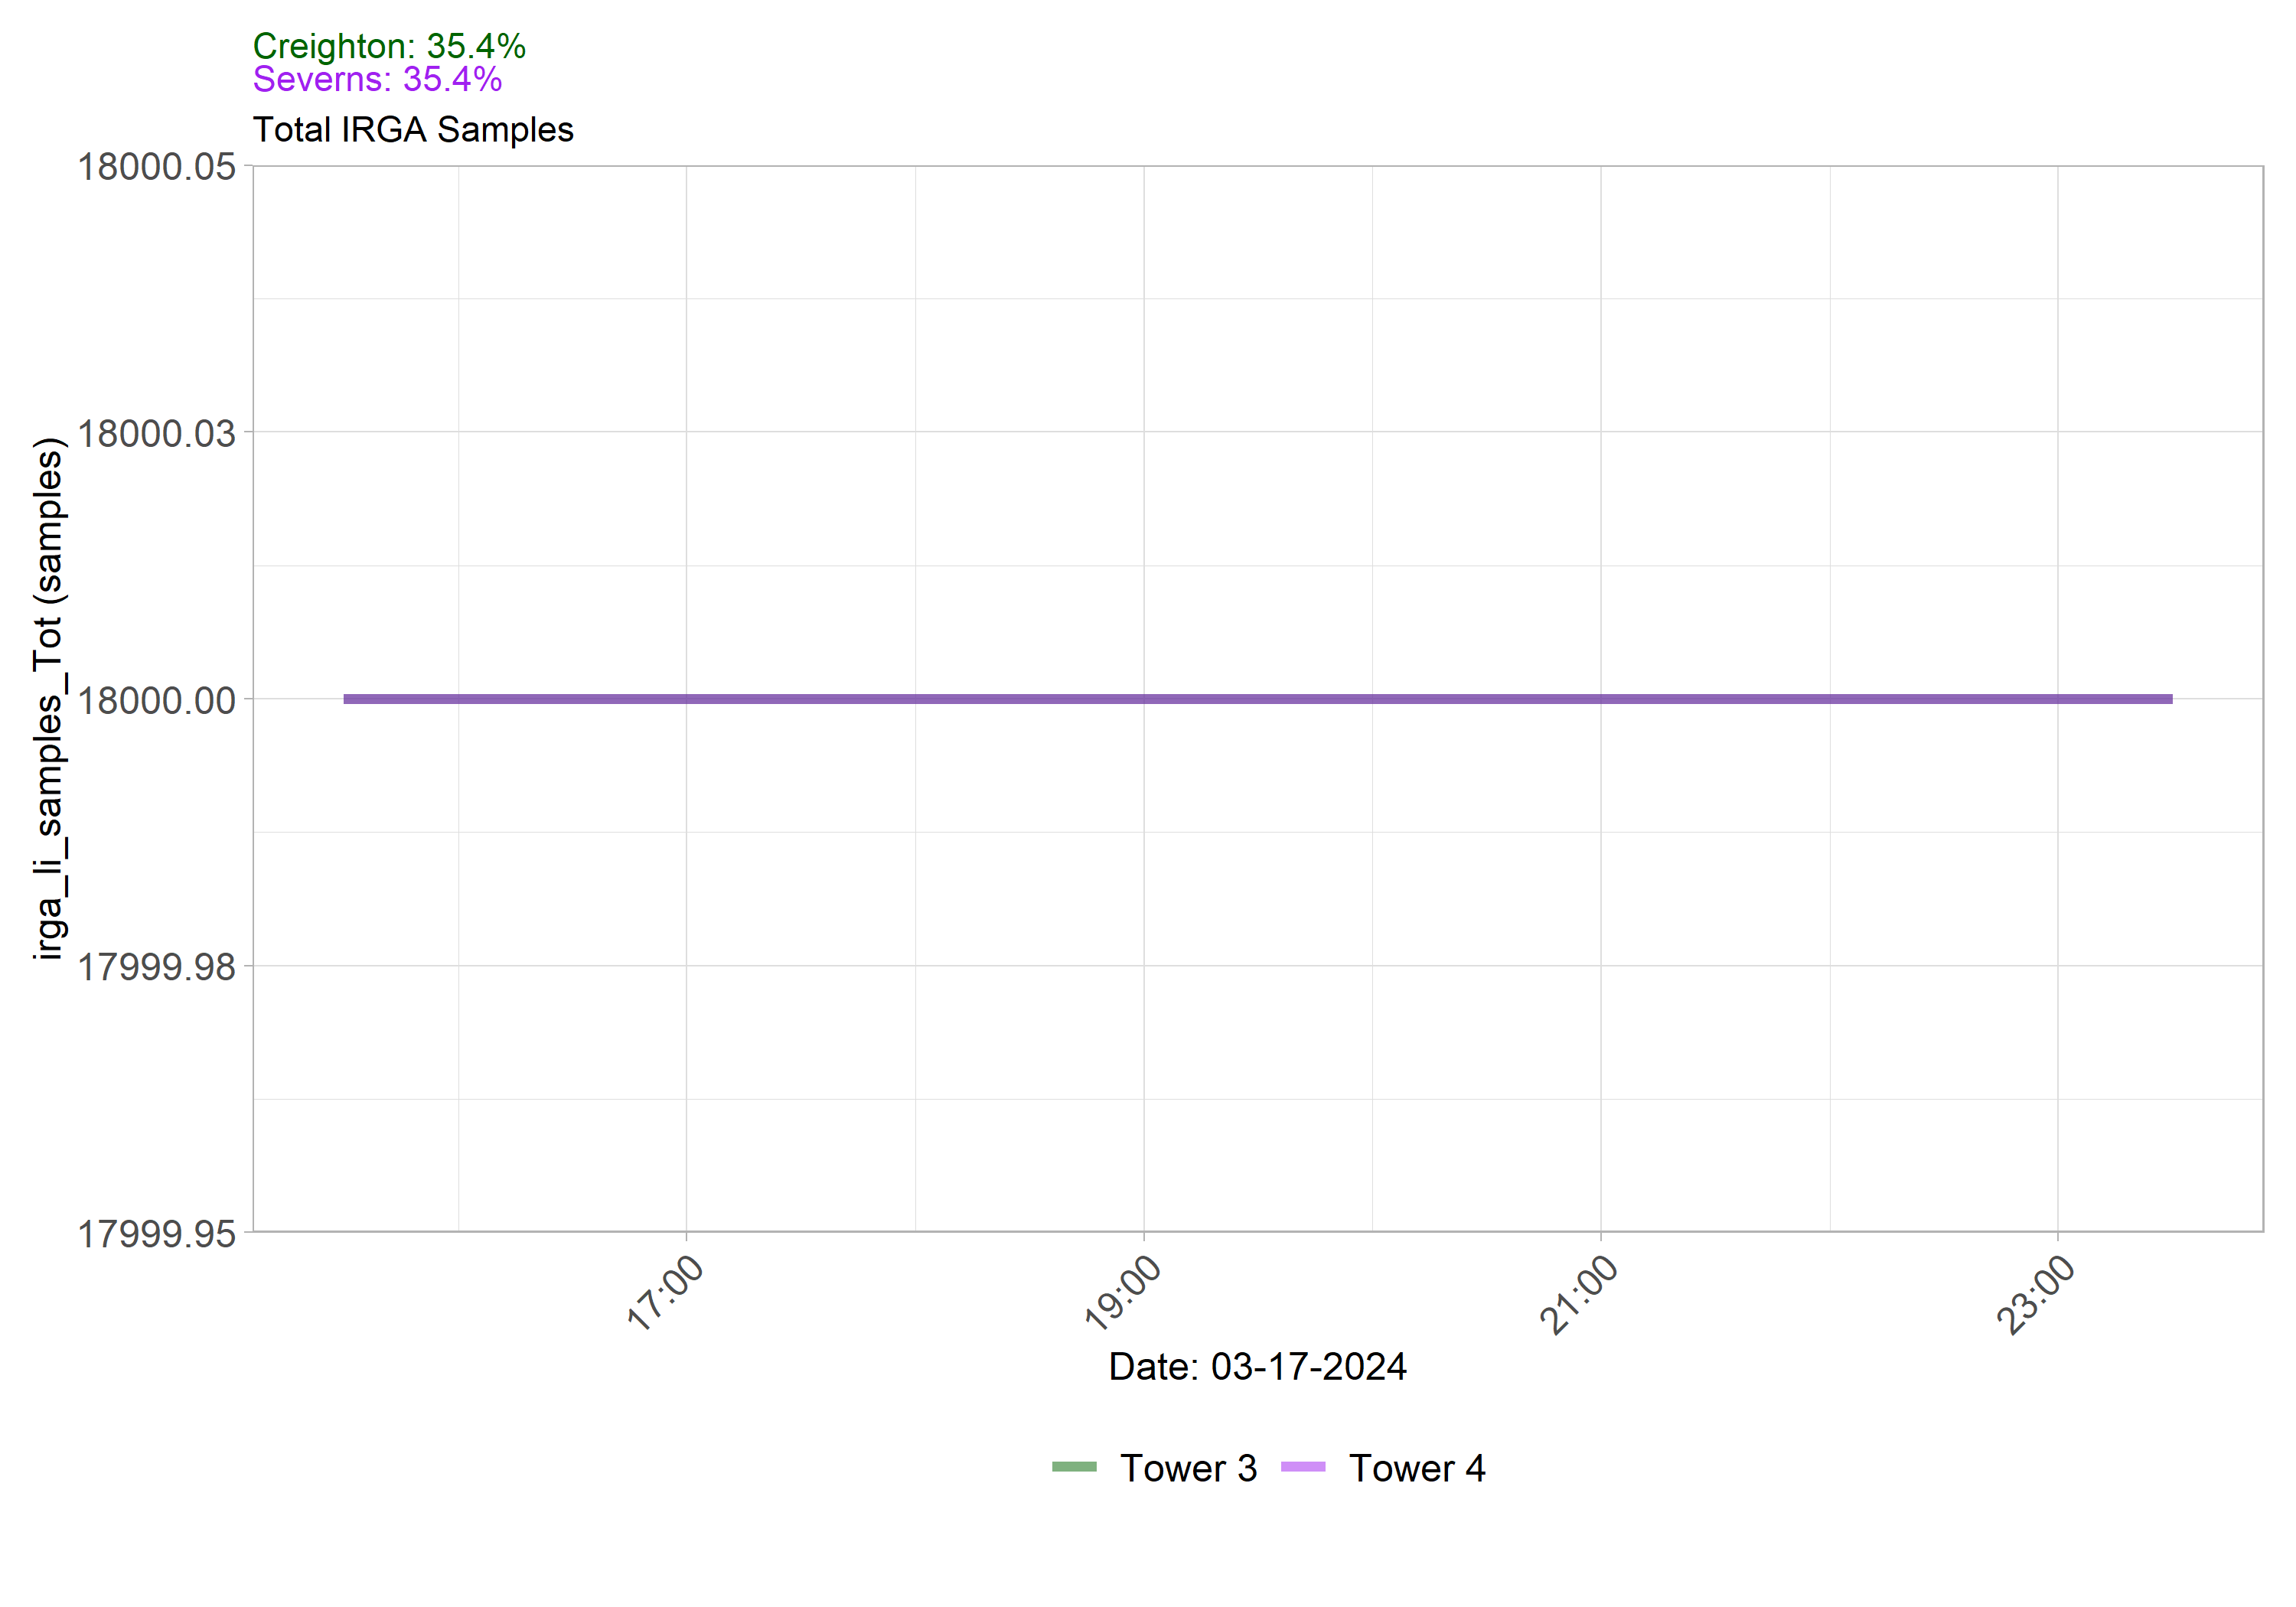 Creighton: 35.4%
Severns: 35.4%
Total IRGA Samples
18000.05
18000.03
18000.00
17999.98
17999.95
irga_li_samples_Tot (samples)
17:00
19:00
21:00
23:00
Date: 03-17-2024
Tower 3
Tower 4